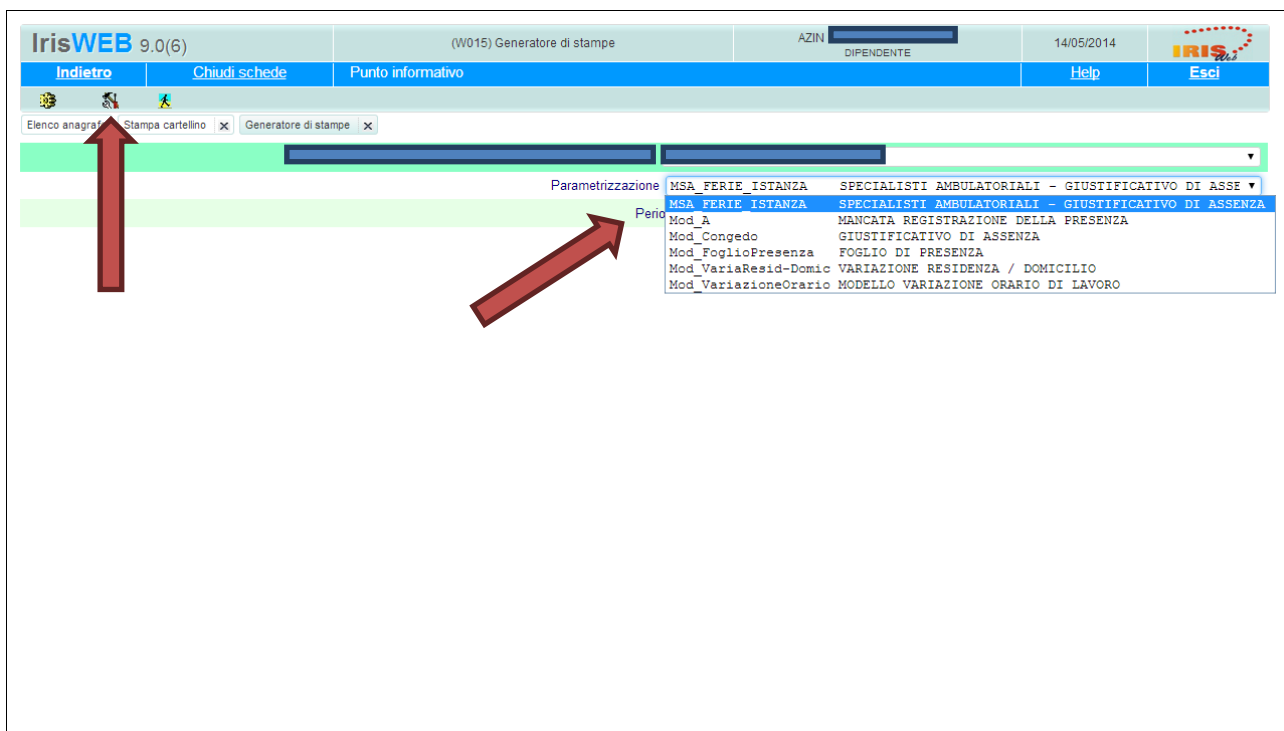 IrisWEB 9.0(6)
(W015) Generatore di stampe
AZIN
DIPENDENTE
14/05/2014
IRIS Web
Indietro
Chiudi schede
Punto informativo
Help
Esci
Elenco anagrafe
Stampa cartellino
Generatore di stampe
Parametrizzazione MSA_FERIE_ISTANZA SPECIALISTI AMBULATORIALI - GIUSTIFICATIVO DI ASSE
Perio
MSA_FERIE_ISTANZA SPECIALISTI AMBULATORIALI - GIUSTIFICATIVO DI ASSENZA
Mod_A MANCATA REGISTRAZIONE DELLA PRESENZA
Mod_Congedo GIUSTIFICATIVO DI ASSENZA
Mod_FoglioPresenza FOGLIO DI PRESENZA
Mod_VariaResid-Domic VARIAZIONE RESIDENZA / DOMICILIO
Mod_VariazioneOrario MODELLO VARIAZIONE ORARIO DI LAVORO